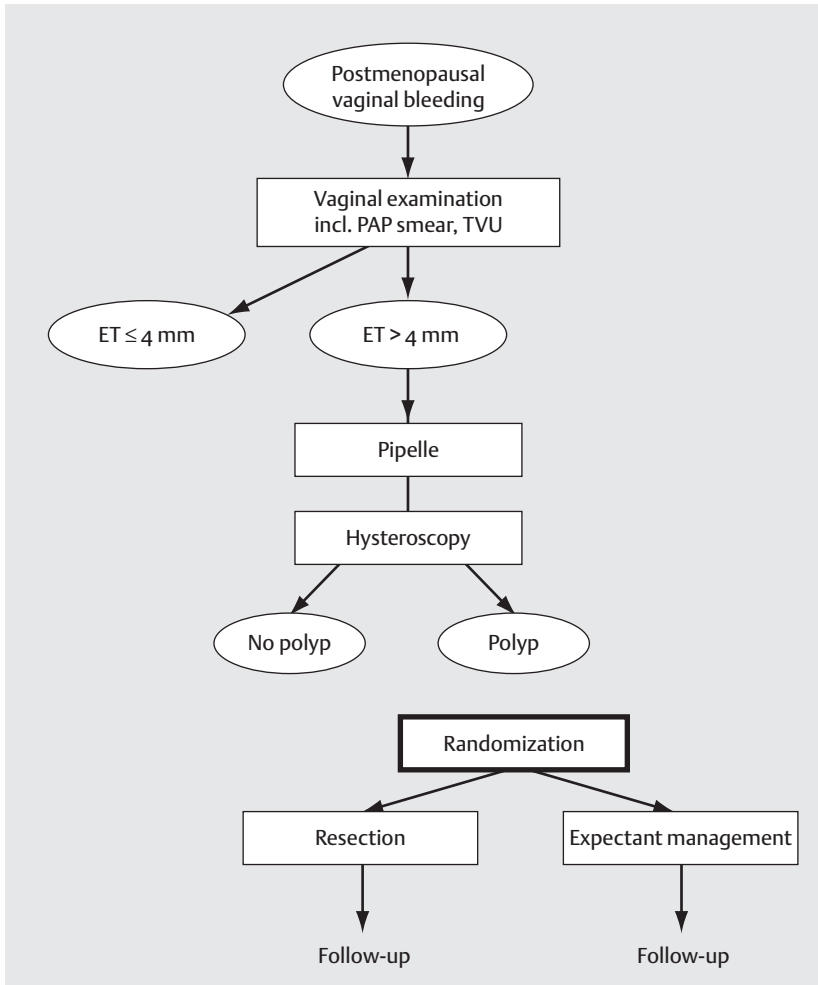 Postmenopausal
vaginal bleeding
Vaginal examination
incl. PAP smear, TVU
ET ≤ 4 mm
ET > 4 mm
Pipelle
Hysteroscopy
No polyp
Polyp
Randomization
Resection
Expectant management
Follow-up
Follow-up